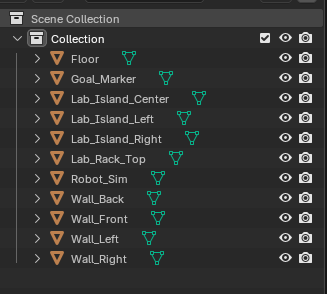 Scene Collection
Collection
Floor
Goal_Marker
Lab_Island_Center
Lab_Island_Left
Lab_Island_Right
Lab_Rack_Top
Robot_Sim
Wall_Back
Wall_Front
Wall_Left
Wall_Right